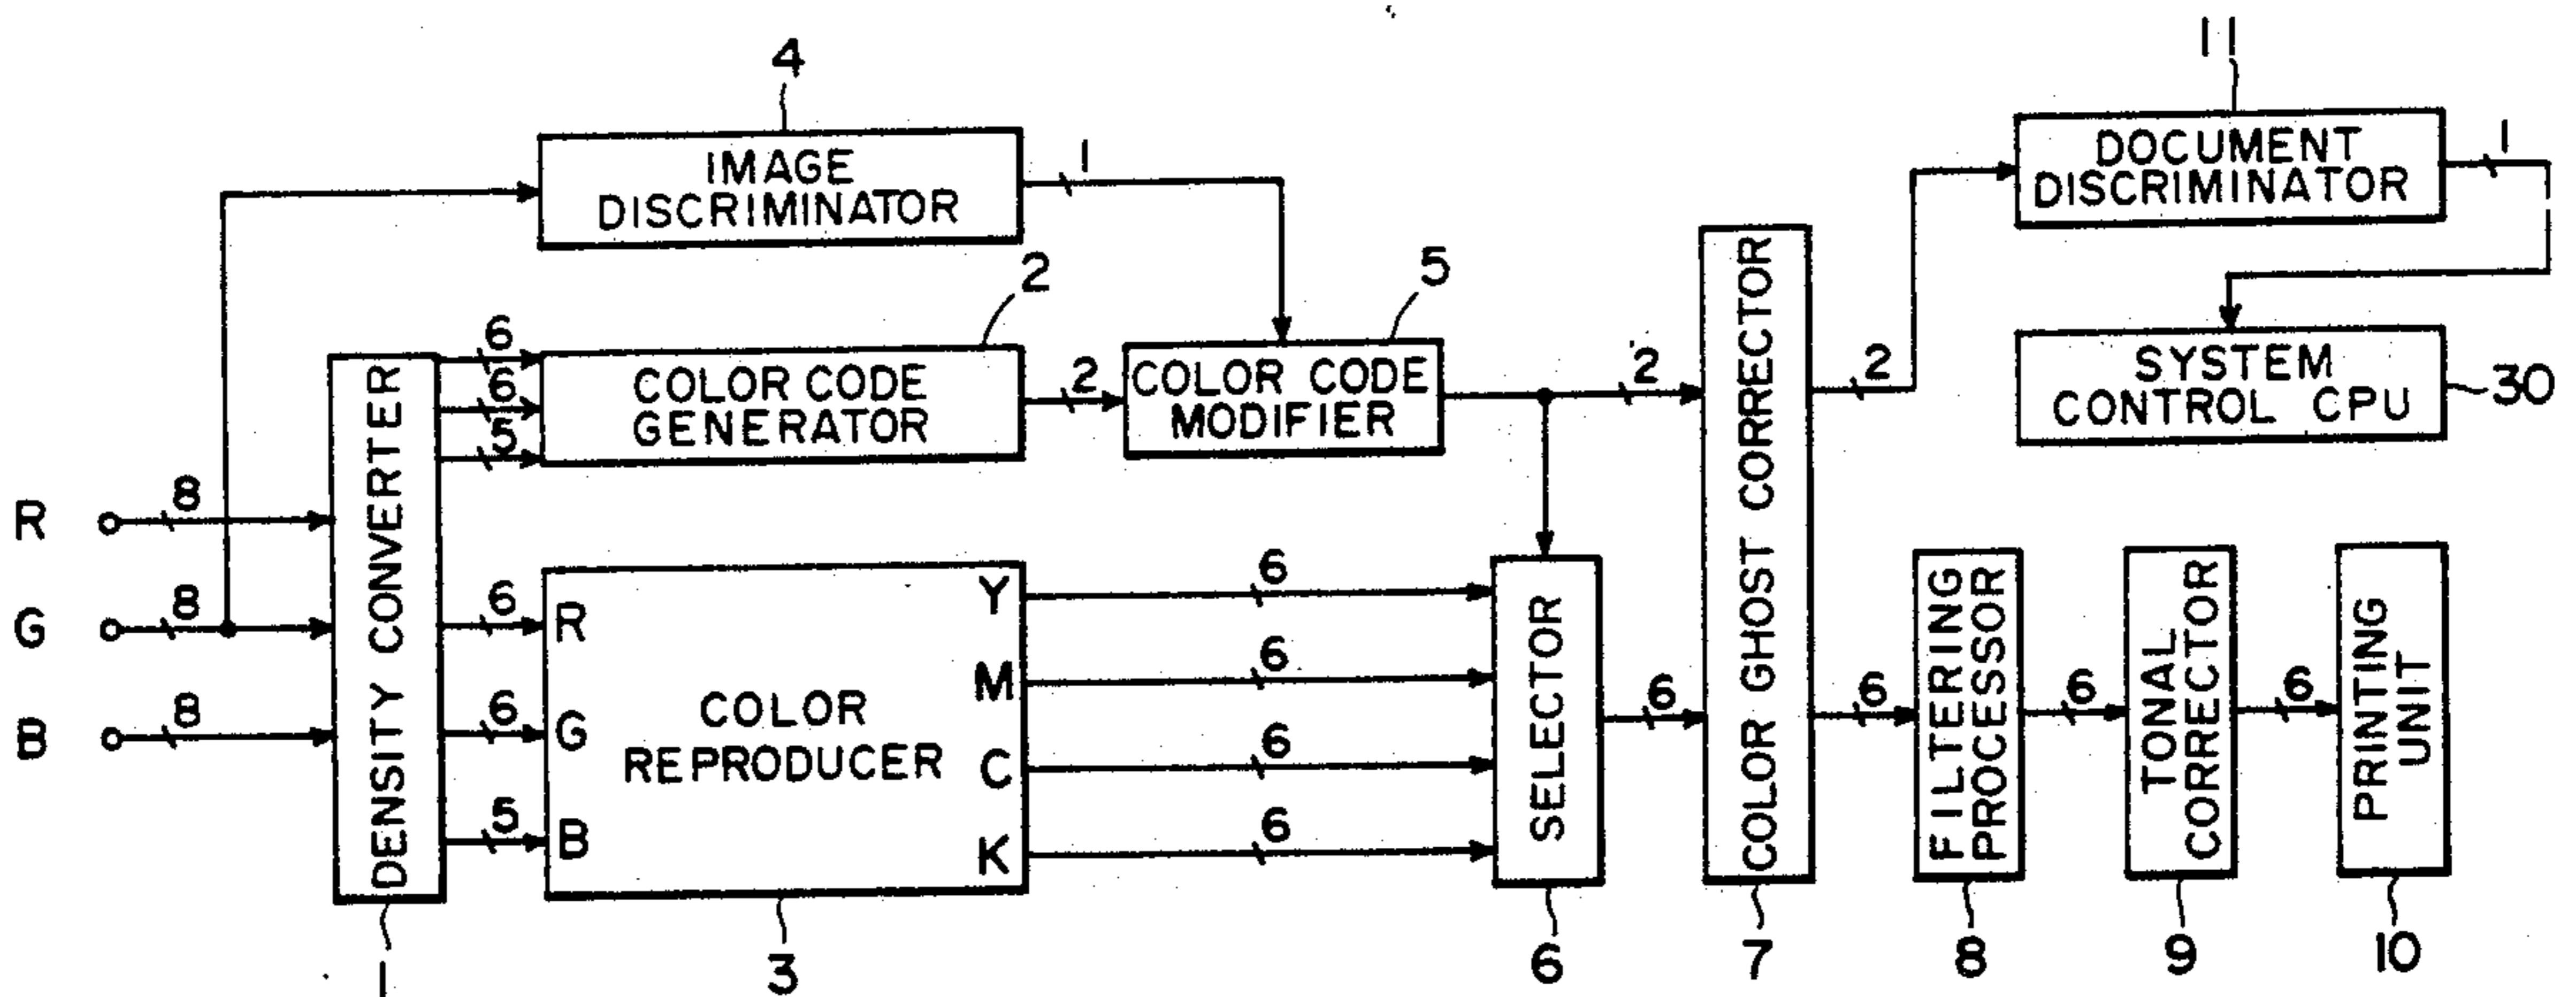 4
11
IMAGE
DISCRIMINATOR
1
DOCUMENT
DISCRIMINATOR
1
2
5
6
6
5
COLOR CODE
GENERATOR
2
COLOR CODE
MODIFIER
2
2
SYSTEM
CONTROL CPU
30
R
8
G
8
B
8
DENSITY CONVERTER
1
6
R
6
G
5
B
COLOR
REPRODUCER
3
Y
6
M
6
C
6
K
6
SELECTOR
6
6
COLOR GHOST CORRECTOR
7
6
FILTERING
PROCESSOR
8
6
TONAL
CORRECTOR
9
6
PRINTING
UNIT
10